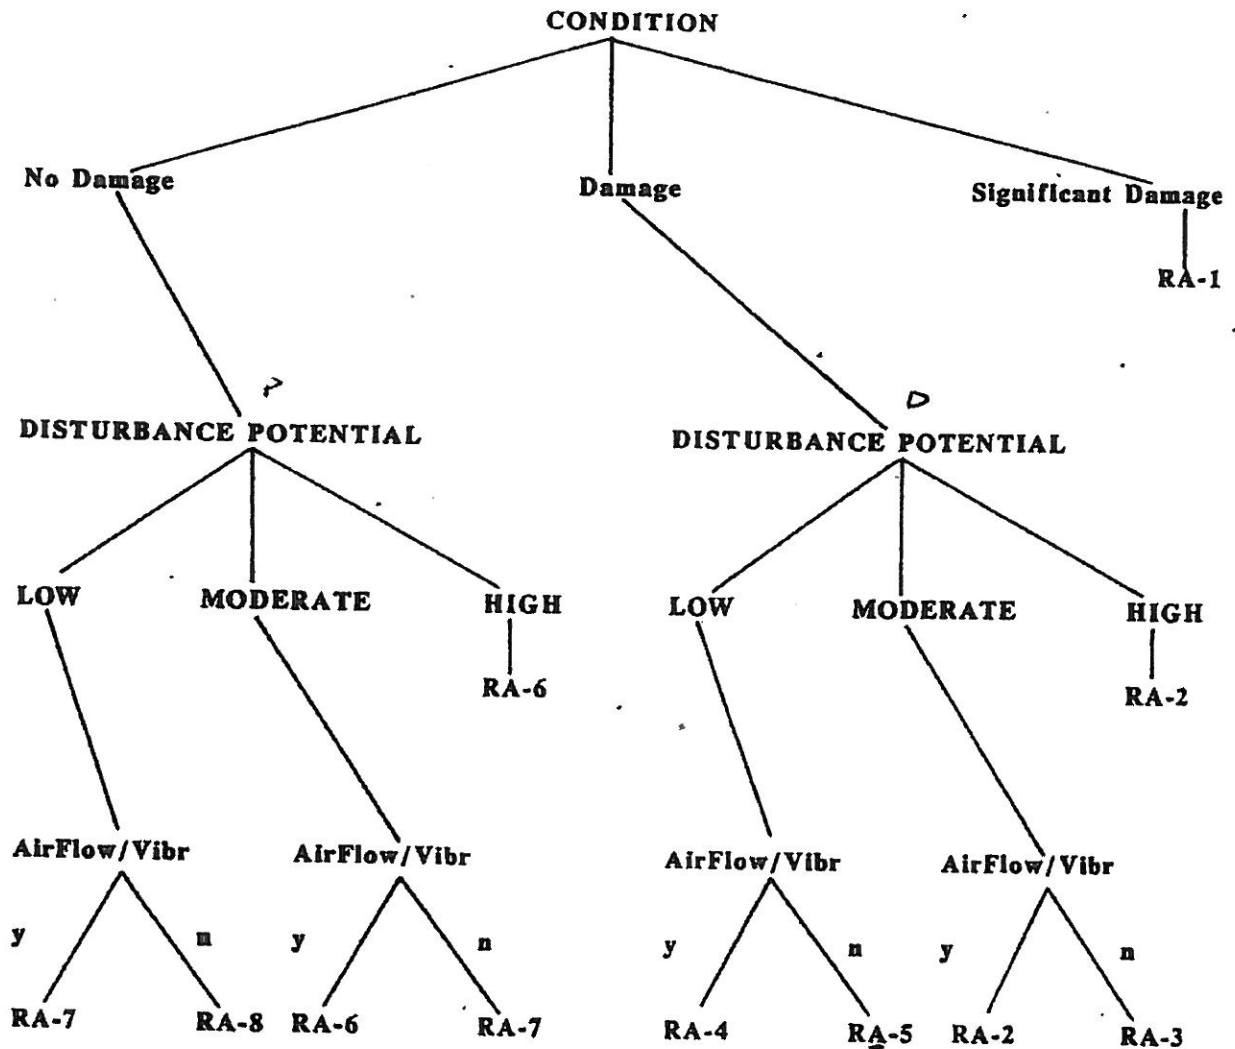 CONDITION
No Damage Damage Significant Damage
RA-1
DISTURBANCE POTENTIAL DISTURBANCE POTENTIAL
LOW MODERATE HIGH LOW MODERATE HIGH
RA-6 RA-2
AirFlow/Vibr AirFlow/Vibr AirFlow/Vibr AirFlow/Vibr
y n y n y n y n
RA-7 RA-8 RA-6 RA-7 RA-4 RA-5 RA-2 RA-3